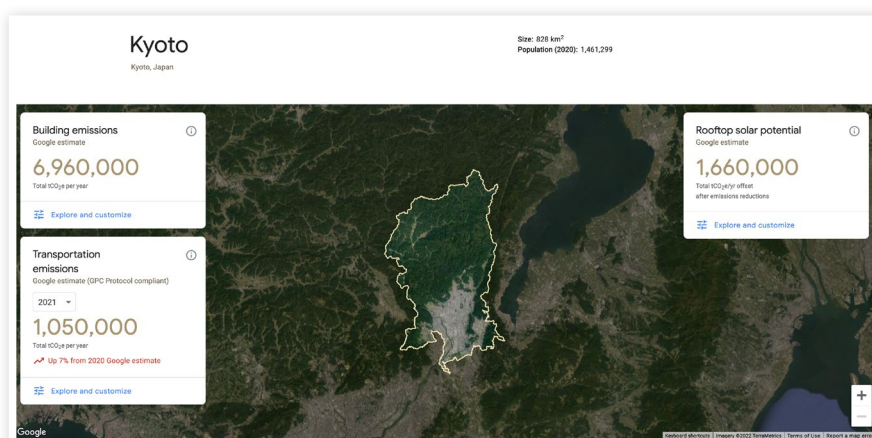 Kyoto
Kyoto, Japan
Size: 828 km²
Population (2020): 1,461,299
Building emissions
Google estimate
6,960,000
Total tCO₂e per year
Explore and customize
Transportation
emissions
Google estimate (GPC Protocol compliant)
2021
1,050,000
Total tCO₂e per year
Up 7% from 2020 Google estimate
Explore and customize
Rooftop solar potential
Google estimate
1,660,000
Total tCO₂e/yr offset
after emissions reductions
Explore and customize
Google
Keyboard shortcuts Imagery ©2022 TerraMetrics Terms of Use Report a map error